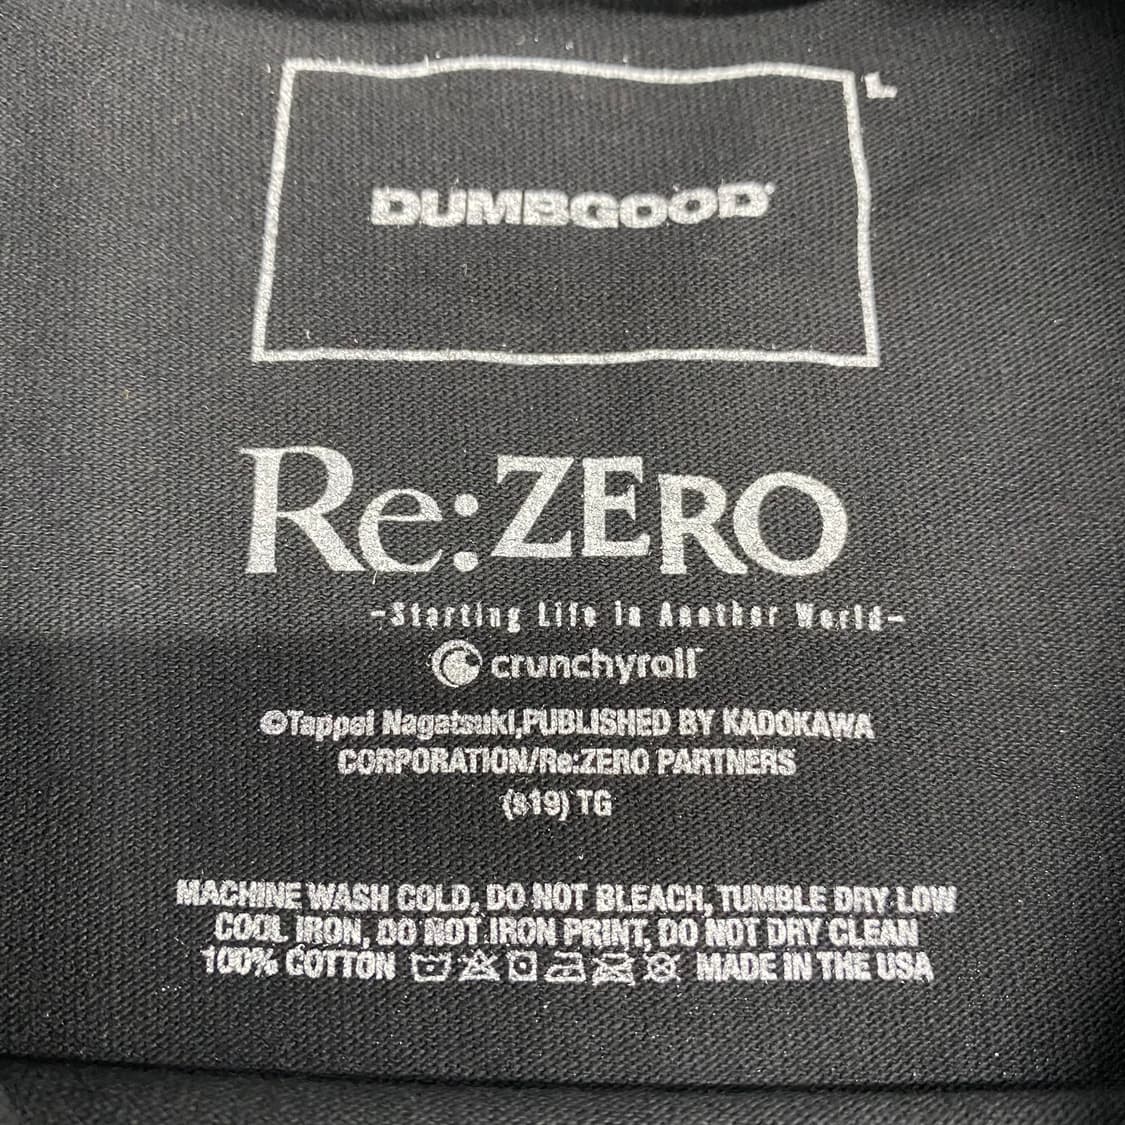 DUMBGOOD
L
Re:ZERO
-Starting Life in Another World-
crunchyroll
©Tappei Nagatsuki,PUBLISHED BY KADOKAWA
CORPORATION/Re:ZERO PARTNERS
(s19) TG
MACHINE WASH COLD, DO NOT BLEACH, TUMBLE DRY LOW
COOL IRON, DO NOT IRON PRINT, DO NOT DRY CLEAN
100% COTTON MADE IN THE USA